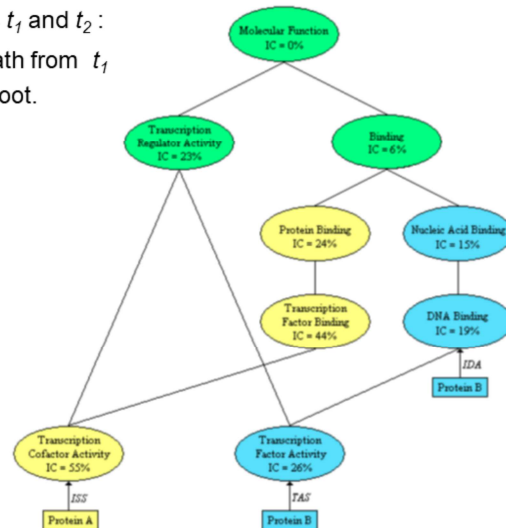 t₁ and t₂ :
ath from t₁
oot.
Molecular Function
IC = 0%
Transcription
Regulator Activity
IC = 23%
Binding
IC = 6%
Protein Binding
IC = 24%
Nucleic Acid Binding
IC = 15%
Transcription
Factor Binding
IC = 44%
DNA Binding
IC = 19%
IDA
Protein B
Transcription
Cofactor Activity
IC = 55%
Transcription
Factor Activity
IC = 26%
ISS
TAS
Protein A
Protein B